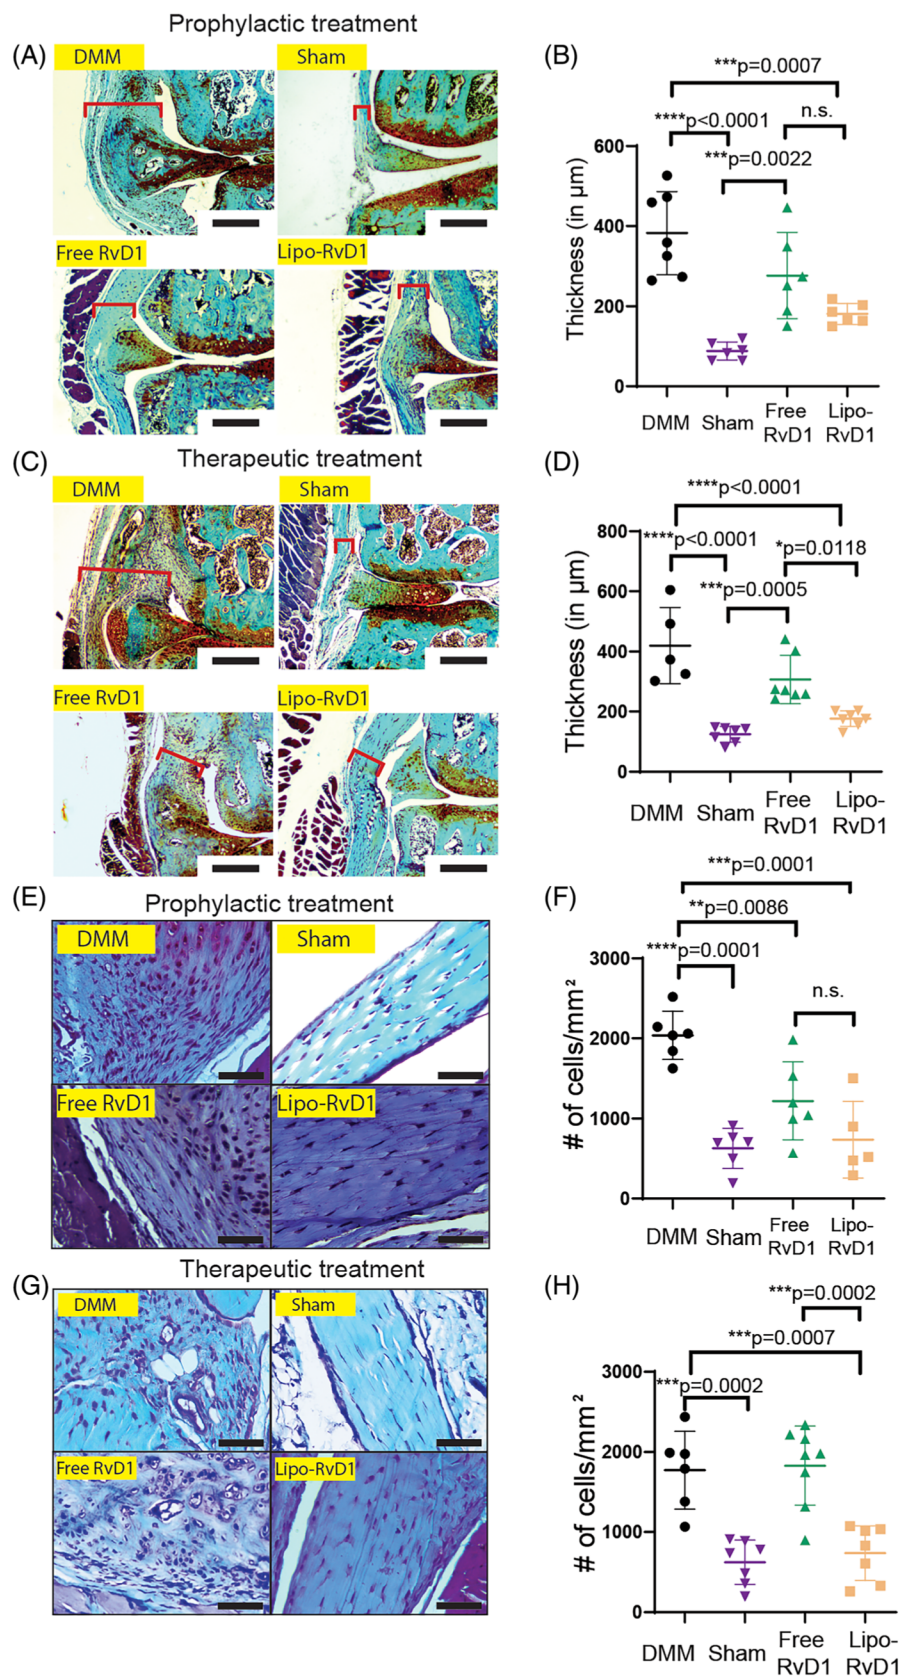 Prophylactic treatment
(A) DMM Sham
Free RvD1 Lipo-RvD1
(B)
***p=0.0007
n.s.
****p<0.0001
***p=0.0022
Thickness (in µm)
600
400
200
0
DMM Sham Free RvD1 Lipo-RvD1
Therapeutic treatment
(C) DMM Sham
Free RvD1 Lipo-RvD1
(D)
****p<0.0001
****p<0.0001 *p=0.0118
***p=0.0005
Thickness (in µm)
800
600
400
200
0
DMM Sham Free RvD1 Lipo-RvD1
(E) Prophylactic treatment
DMM Sham
Free RvD1 Lipo-RvD1
(F)
***p=0.0001
**p=0.0086
****p=0.0001
n.s.
# of cells/mm²
3000
2000
1000
0
DMM Sham Free RvD1 Lipo-RvD1
Therapeutic treatment
(G) DMM Sham
Free RvD1 Lipo-RvD1
(H)
***p=0.0002
***p=0.0007
***p=0.0002
# of cells/mm²
3000
2000
1000
0
DMM Sham Free RvD1 Lipo-RvD1